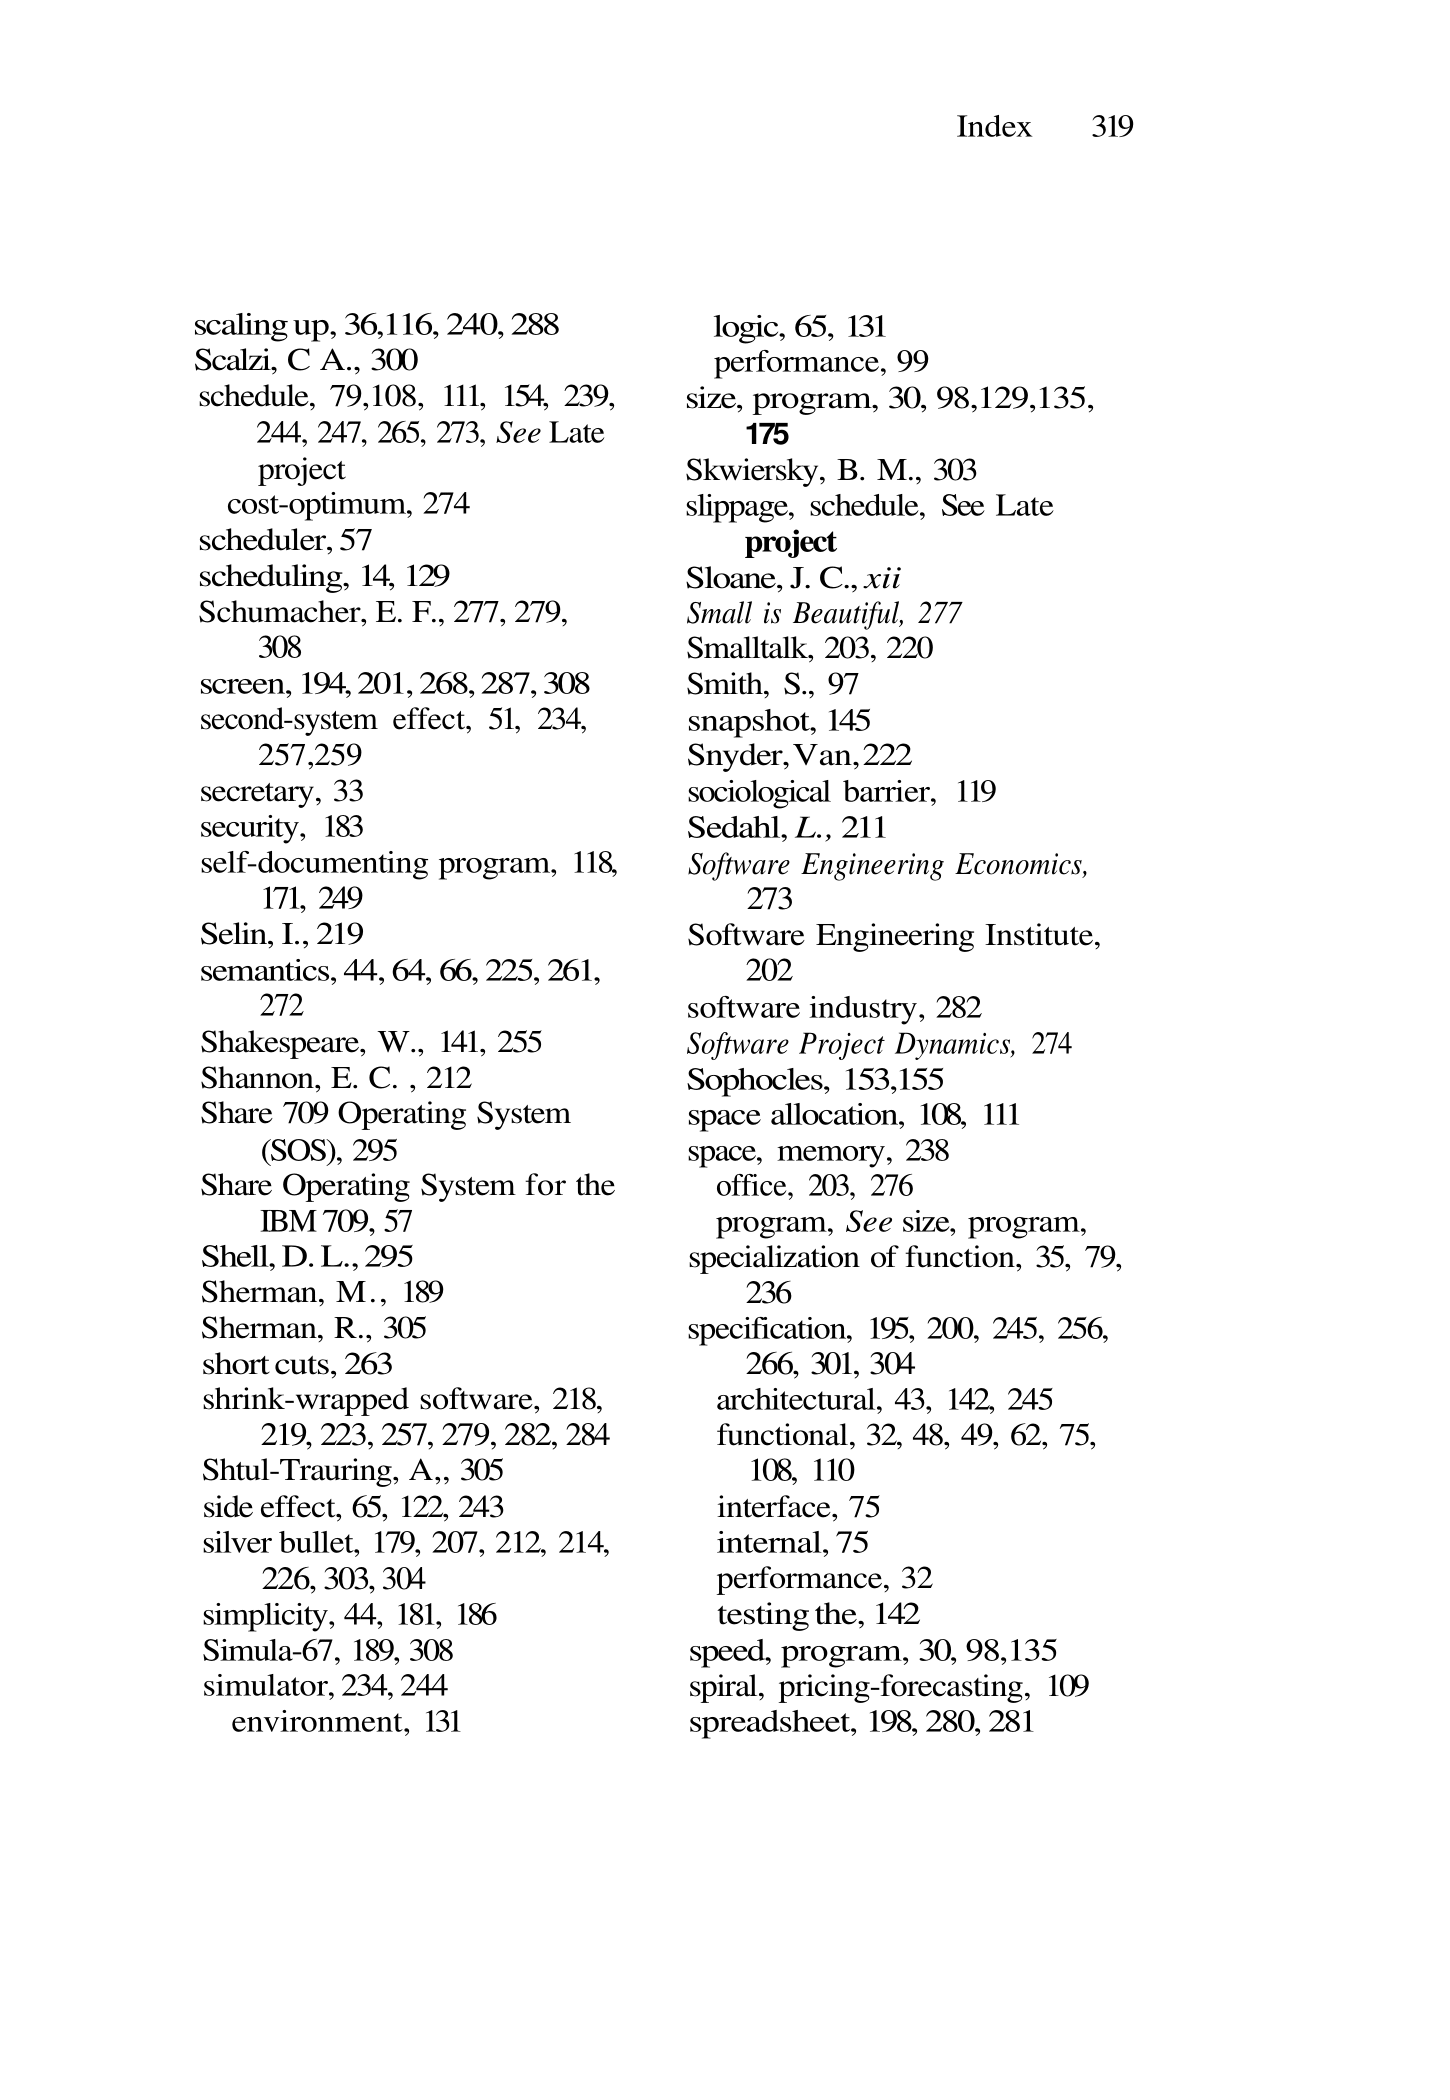 Index 319
scaling up, 36,116, 240, 288
Scalzi, C A., 300
schedule, 79,108, 111, 154, 239,
244, 247, 265, 273, See Late
project
cost-optimum, 274
scheduler, 57
scheduling, 14, 129
Schumacher, E. F., 277, 279,
308
screen, 194, 201, 268, 287, 308
second-system effect, 51, 234,
257,259
secretary, 33
security, 183
self-documenting program, 118,
171, 249
Selin, I., 219
semantics, 44, 64, 66, 225, 261,
272
Shakespeare, W., 141, 255
Shannon, E. C. , 212
Share 709 Operating System
(SOS), 295
Share Operating System for the
IBM 709, 57
Shell, D. L., 295
Sherman, M., 189
Sherman, R., 305
short cuts, 263
shrink-wrapped software, 218,
219, 223, 257, 279, 282, 284
Shtul-Trauring, A,, 305
side effect, 65, 122, 243
silver bullet, 179, 207, 212, 214,
226, 303, 304
simplicity, 44, 181, 186
Simula-67, 189, 308
simulator, 234, 244
environment, 131
logic, 65, 131
performance, 99
size, program, 30, 98,129,135,
175
Skwiersky, B. M., 303
slippage, schedule, See Late
project
Sloane, J. C., xii
Small is Beautiful, 277
Smalltalk, 203, 220
Smith, S., 97
snapshot, 145
Snyder, Van, 222
sociological barrier, 119
Sedahl, L., 211
Software Engineering Economics,
273
Software Engineering Institute,
202
software industry, 282
Software Project Dynamics, 274
Sophocles, 153,155
space allocation, 108, 111
space, memory, 238
office, 203, 276
program, See size, program,
specialization of function, 35, 79,
236
specification, 195, 200, 245, 256,
266, 301, 304
architectural, 43, 142, 245
functional, 32, 48, 49, 62, 75,
108, 110
interface, 75
internal, 75
performance, 32
testing the, 142
speed, program, 30, 98,135
spiral, pricing-forecasting, 109
spreadsheet, 198, 280, 281